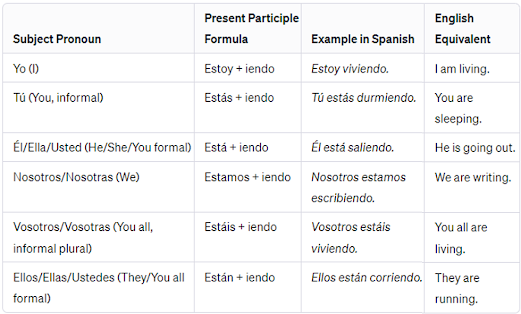 Subject Pronoun	Present Participle Formula	Example in Spanish	English Equivalent
Yo (I)	Estoy + iendo	Estoy viviendo.	I am living.
Tú (You, informal)	Estás + iendo	Tú estás durmiendo.	You are sleeping.
Él/Ella/Usted (He/She/You formal)	Está + iendo	Él está saliendo.	He is going out.
Nosotros/Nosotras (We)	Estamos + iendo	Nosotros estamos escribiendo.	We are writing.
Vosotros/Vosotras (You all, informal plural)	Estáis + iendo	Vosotros estáis viviendo.	You all are living.
Ellos/Ellas/Ustedes (They/You all formal)	Están + iendo	Ellos están corriendo.	They are running.